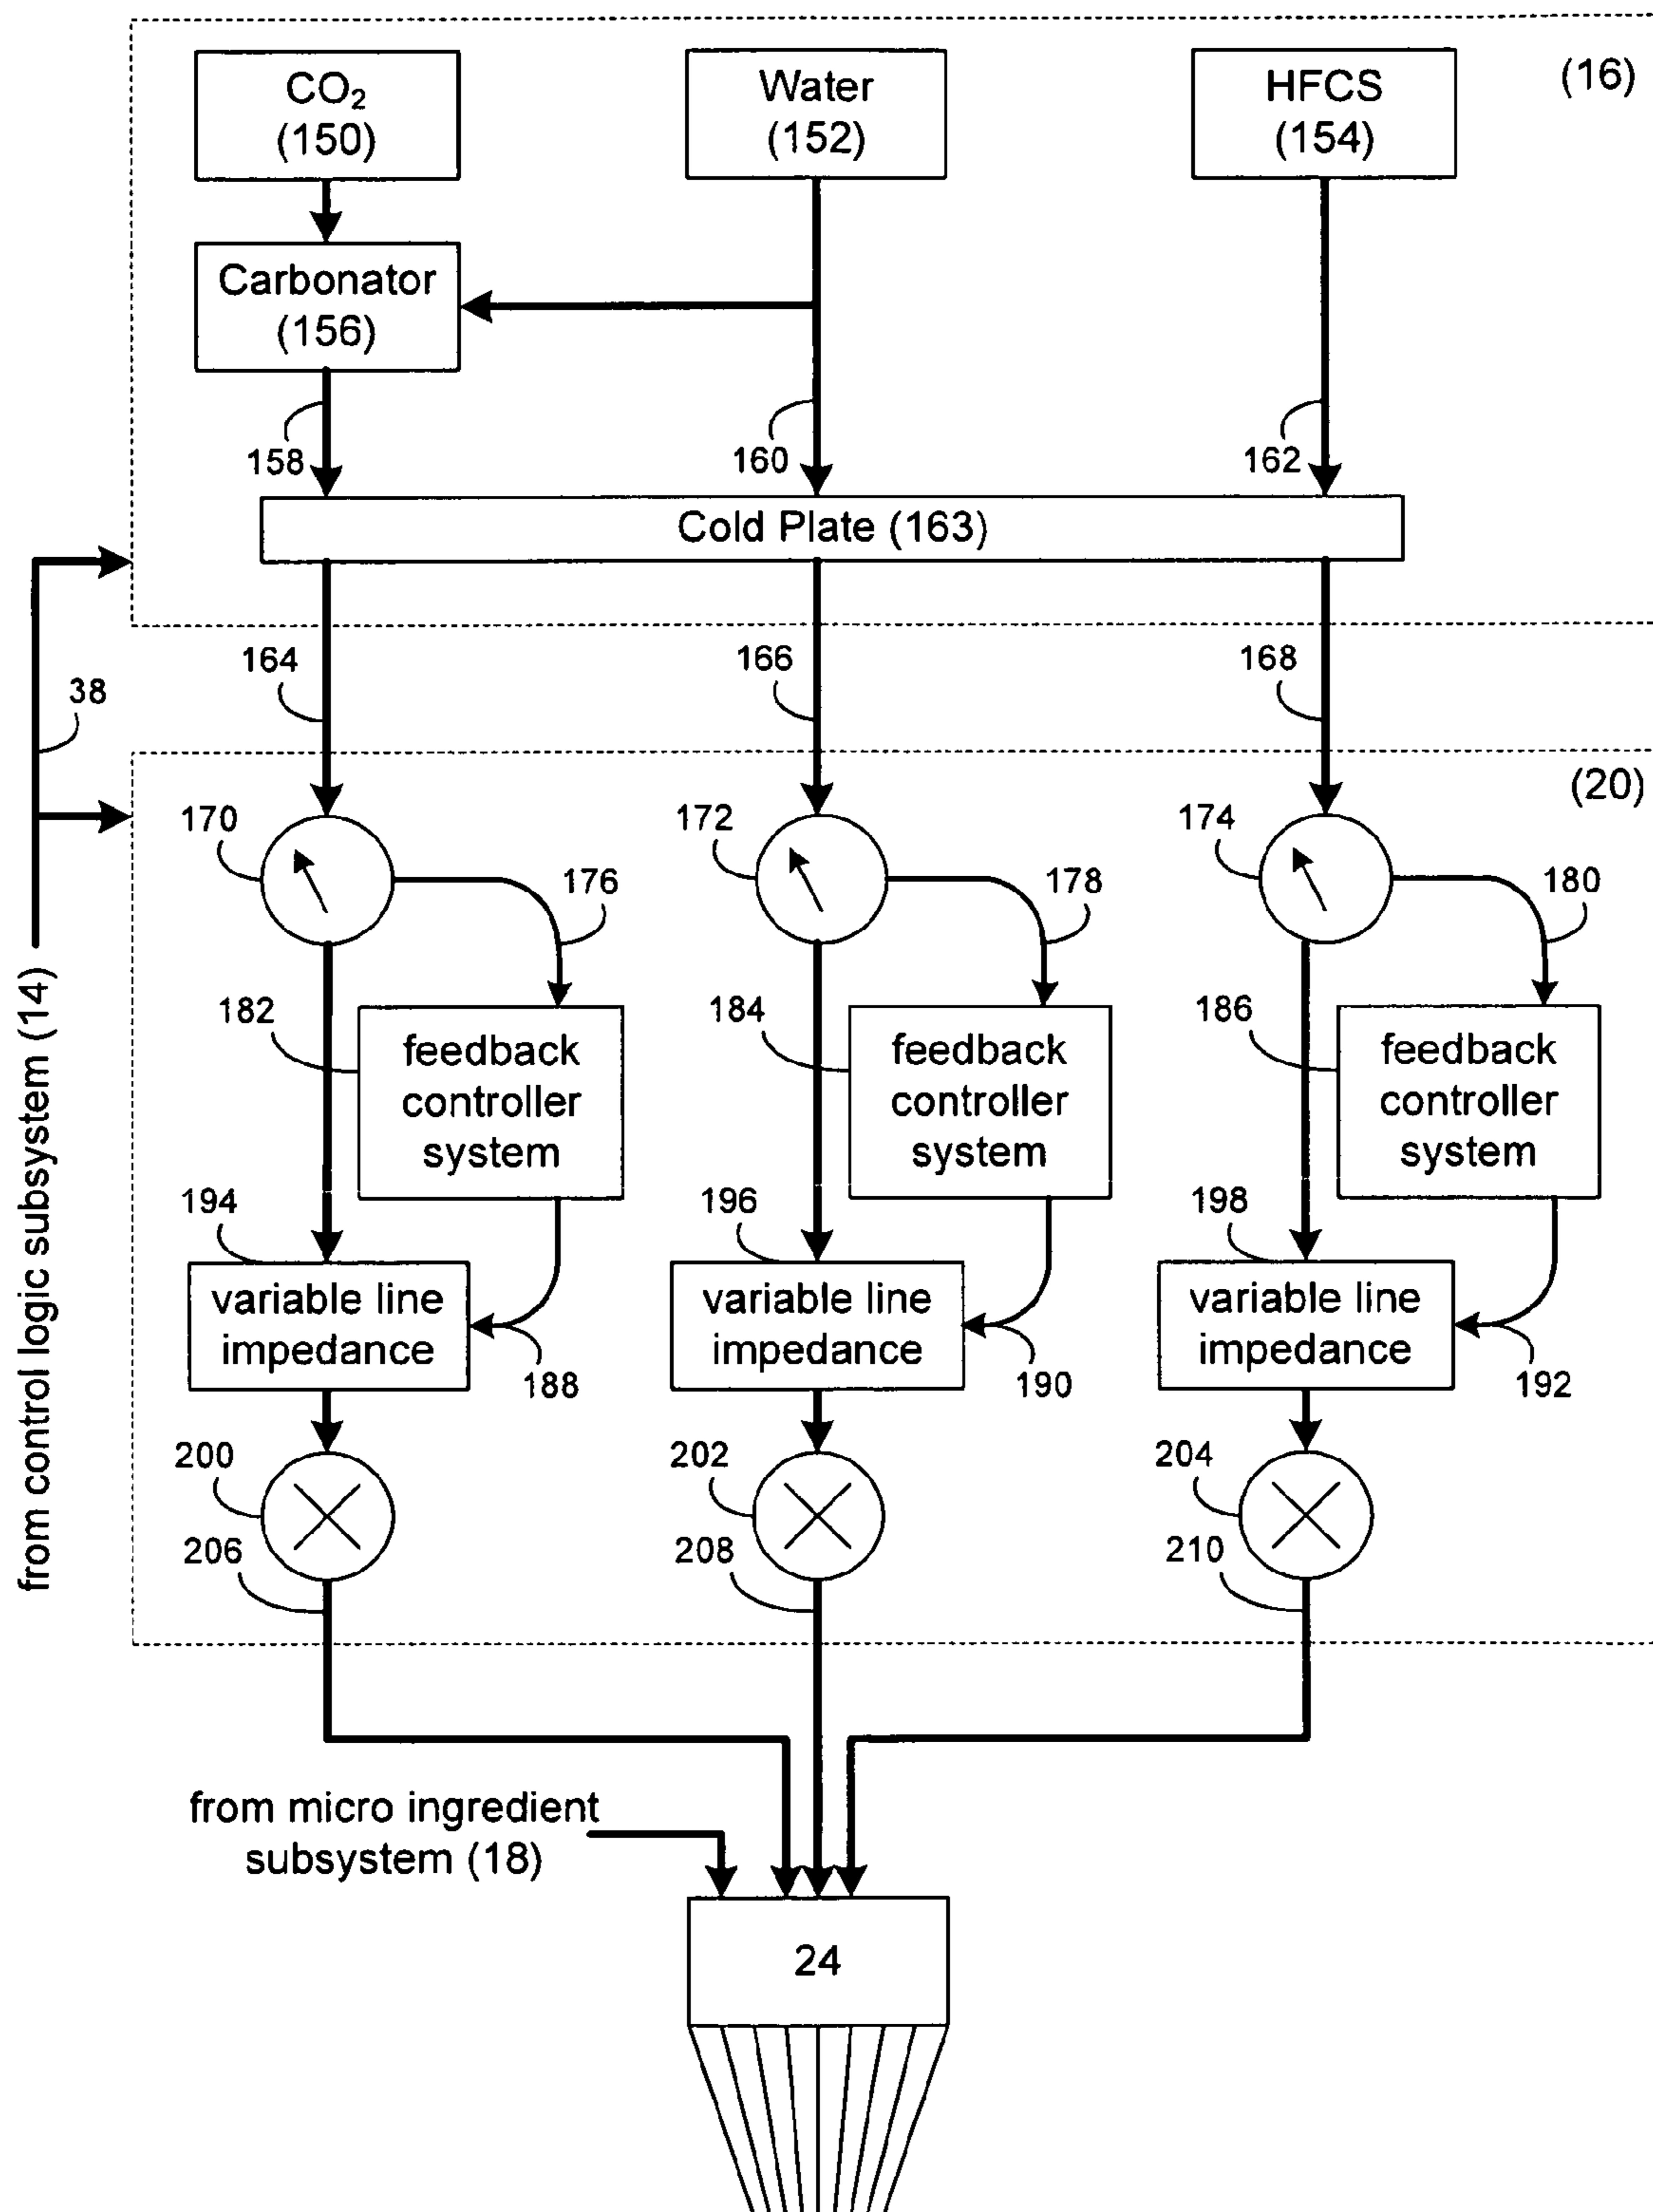 CO₂
(150)
Water
(152)
HFCS
(154)
(16)
Carbonator
(156)
158
160
162
Cold Plate (163)
164
166
168
38
(20)
170
172
174
176
178
180
from control logic subsystem (14)
182
184
186
feedback
controller
system
feedback
controller
system
feedback
controller
system
194
196
198
variable line
impedance
variable line
impedance
variable line
impedance
188
190
192
200
202
204
206
208
210
from micro ingredient
subsystem (18)
24